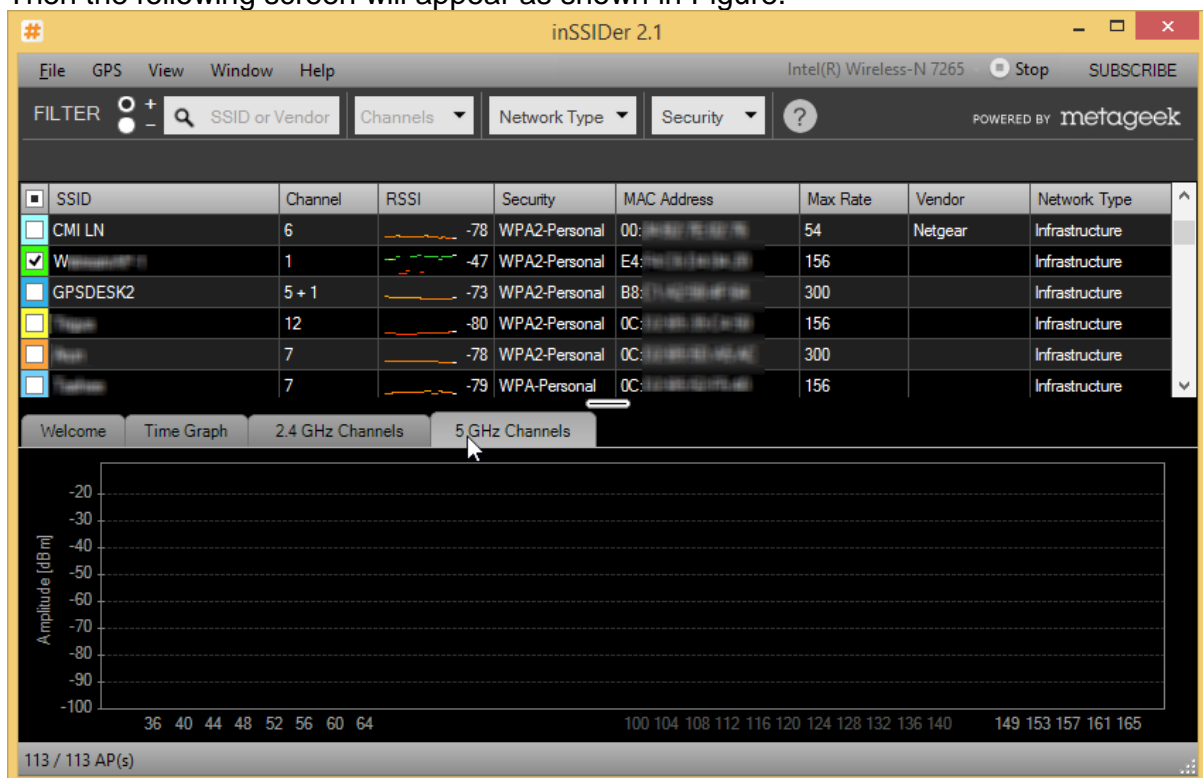 Then the following screen will appear as shown in Figure.
inSSIDer 2.1
File GPS View Window Help Intel(R) Wireless-N 7265 Stop SUBSCRIBE
FILTER + − SSID or Vendor Channels Network Type Security ? POWERED BY metageek
SSID Channel RSSI Security MAC Address Max Rate Vendor Network Type
CMI LN 6 -78 WPA2-Personal 00: 54 Netgear Infrastructure
1 -47 WPA2-Personal E4: 156 Infrastructure
GPSDESK2 5 + 1 -73 WPA2-Personal B8: 300 Infrastructure
12 -80 WPA2-Personal 0C: 156 Infrastructure
7 -78 WPA2-Personal 0C: 300 Infrastructure
7 -79 WPA-Personal 0C: 156 Infrastructure
Welcome Time Graph 2.4 GHz Channels 5 GHz Channels
Amplitude [dBm]
-20
-30
-40
-50
-60
-70
-80
-90
-100
36 40 44 48 52 56 60 64 100 104 108 112 116 120 124 128 132 136 140 149 153 157 161 165
113 / 113 AP(s)